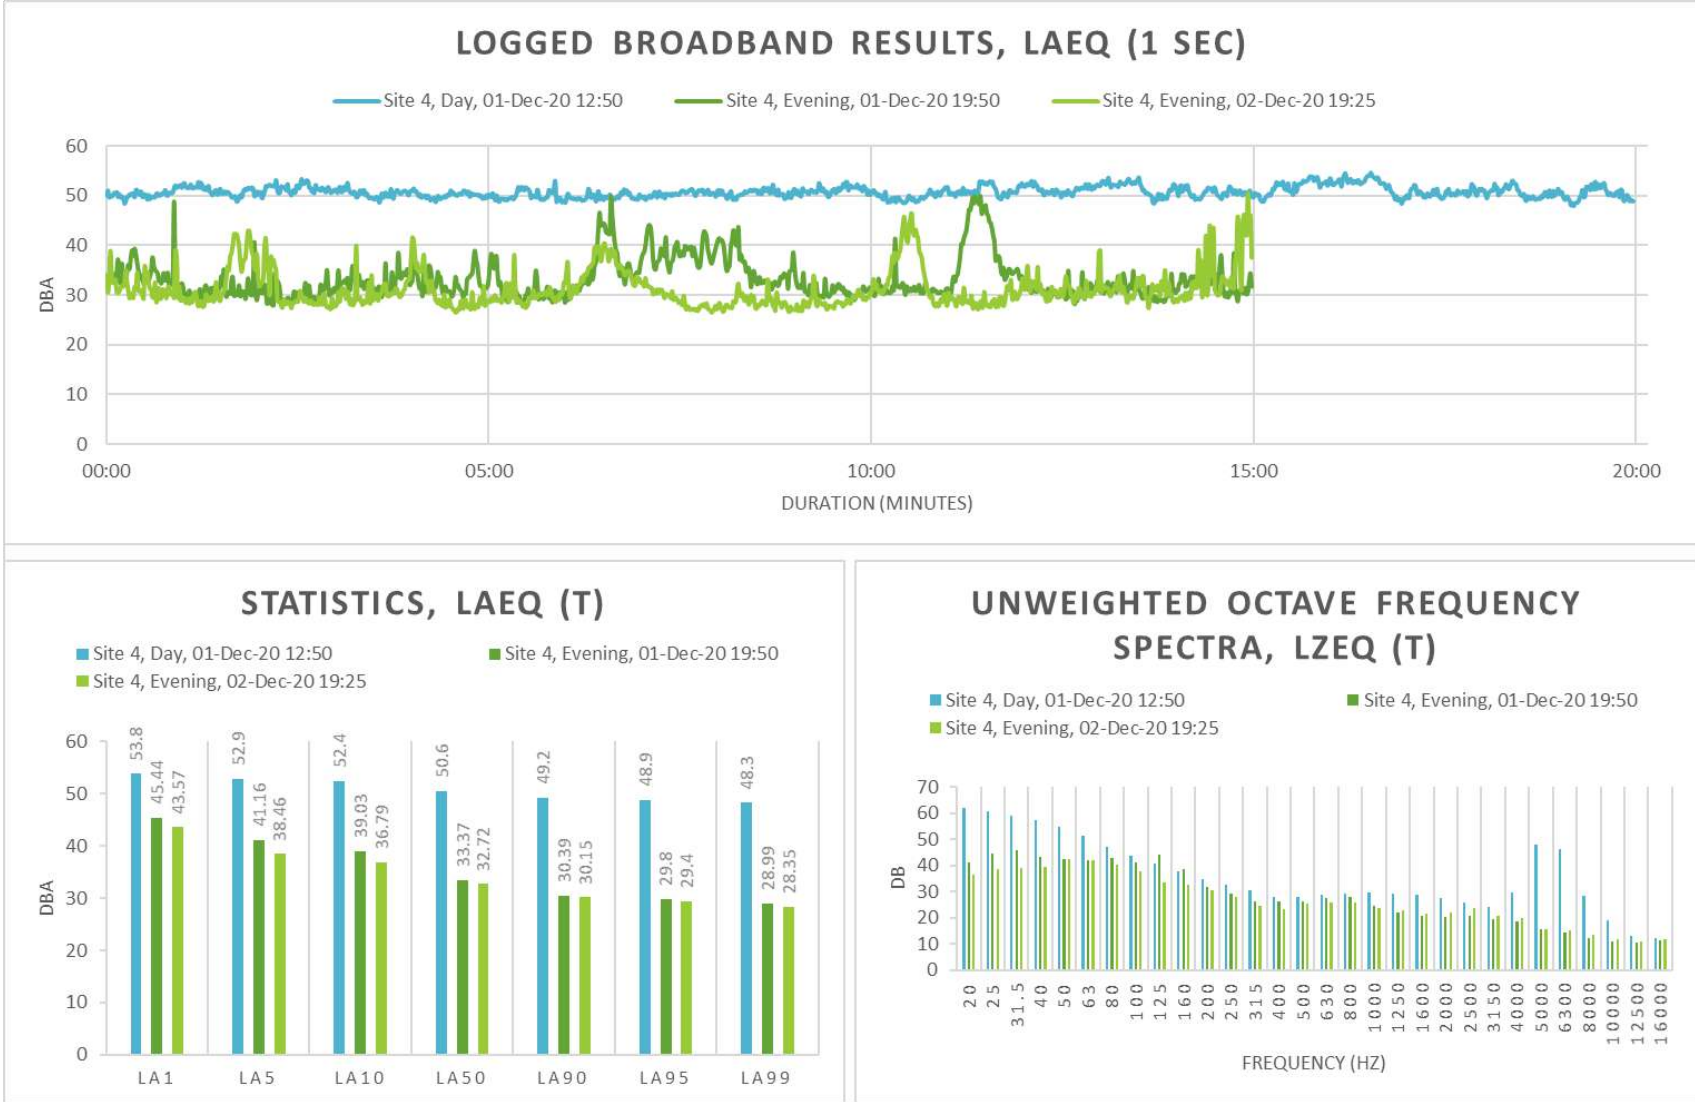 LOGGED BROADBAND RESULTS, LAEQ (1 SEC)
Site 4, Day, 01-Dec-20 12:50 Site 4, Evening, 01-Dec-20 19:50 Site 4, Evening, 02-Dec-20 19:25
60
50
40
30
20
10
0
DBA
00:00 05:00 10:00 15:00 20:00
DURATION (MINUTES)
STATISTICS, LAEQ (T)
Site 4, Day, 01-Dec-20 12:50 Site 4, Evening, 01-Dec-20 19:50
Site 4, Evening, 02-Dec-20 19:25
60
50
40
30
20
10
0
DBA
53.8 45.44 43.57
52.9 41.16 38.46
52.4 39.03 36.79
50.6 33.37 32.72
49.2 30.39 30.15
48.9 29.8 29.4
48.3 28.99 28.35
LA1 LA5 LA10 LA50 LA90 LA95 LA99
UNWEIGHTED OCTAVE FREQUENCY
SPECTRA, LZEQ (T)
Site 4, Day, 01-Dec-20 12:50 Site 4, Evening, 01-Dec-20 19:50
Site 4, Evening, 02-Dec-20 19:25
70
60
50
40
30
20
10
0
DB
20 25 31.5 40 50 63 80 100 125 160 200 250 315 400 500 630 800 1000 1250 1600 2000 2500 3150 4000 5000 6300 8000 10000 12500 16000
FREQUENCY (HZ)